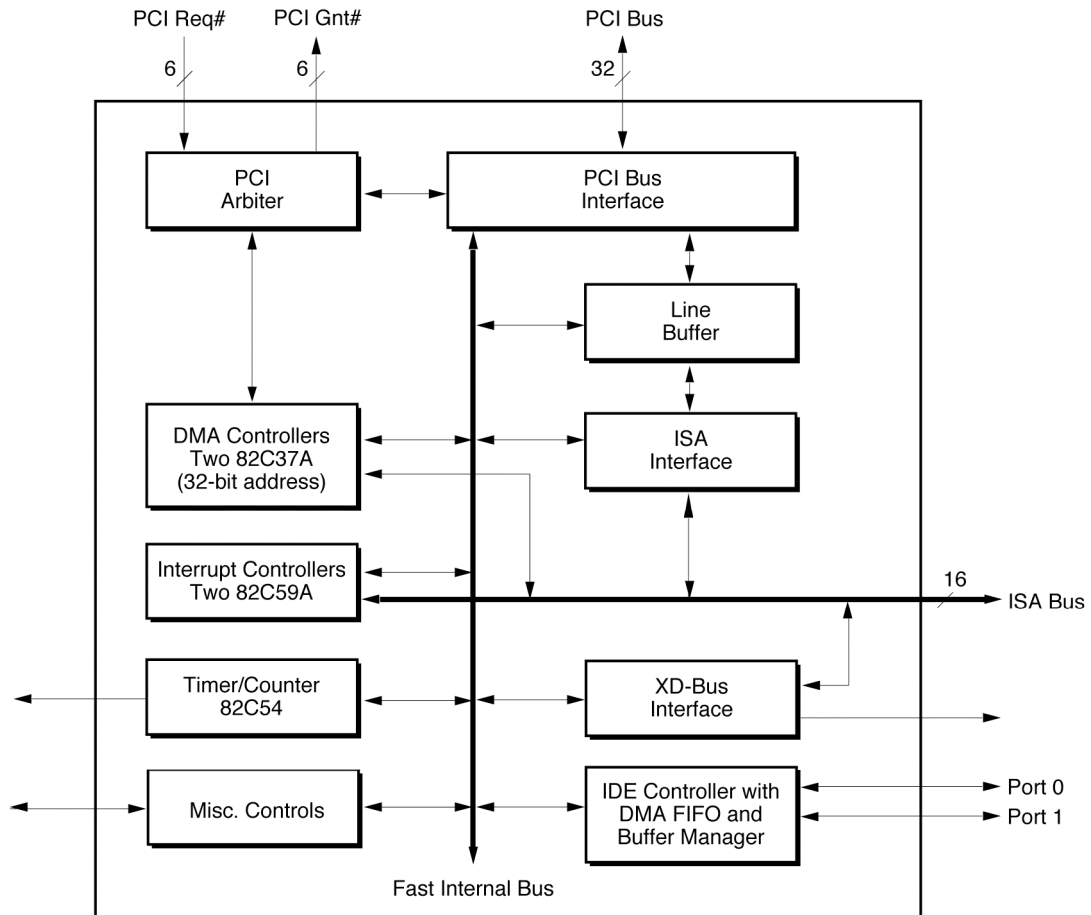 PCI Req#
PCI Gnt#
PCI Bus
6
6
32
PCI
Arbiter
PCI Bus
Interface
Line
Buffer
DMA Controllers
Two 82C37A
(32-bit address)
ISA
Interface
Interrupt Controllers
Two 82C59A
16
ISA Bus
Timer/Counter
82C54
XD-Bus
Interface
Misc. Controls
IDE Controller with
DMA FIFO and
Buffer Manager
Port 0
Port 1
Fast Internal Bus